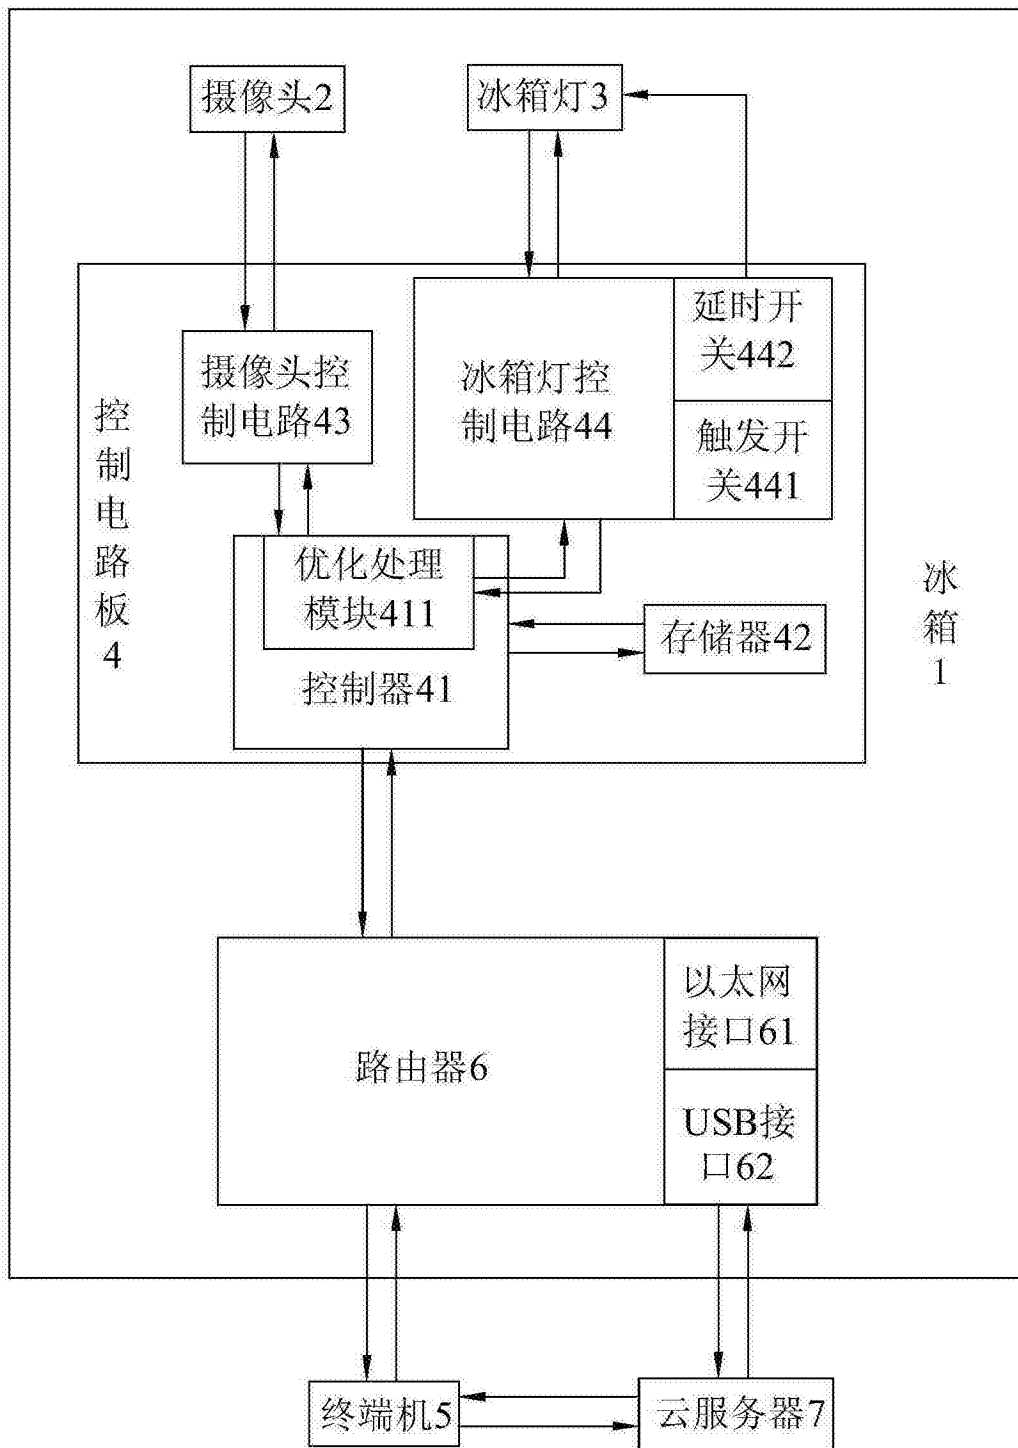 摄像头2
冰箱灯3
延时开
关442
摄像头控
制电路43
冰箱灯控
制电路44
触发开
关441
控
制
电
路
板
4
优化处理
模块411
控制器41
存储器42
冰
箱
1
路由器6
以太网
接口61
USB接
口62
终端机5
云服务器7